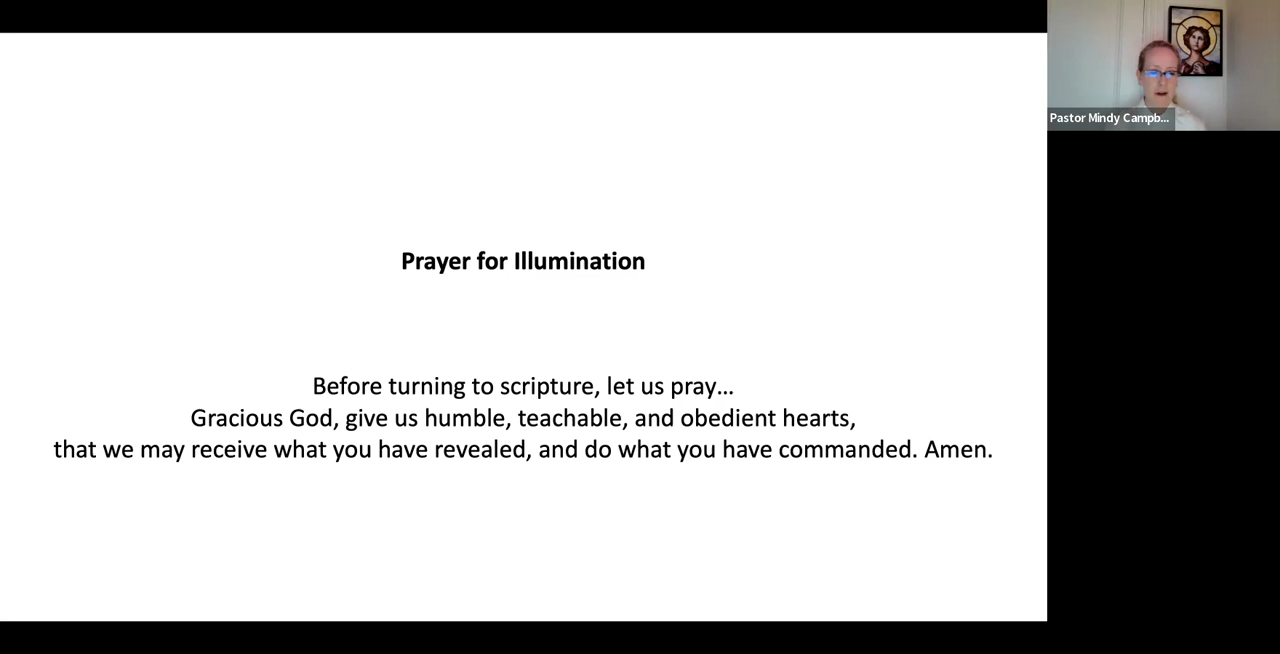 Prayer for Illumination
Before turning to scripture, let us pray...
Gracious God, give us humble, teachable, and obedient hearts,
that we may receive what you have revealed, and do what you have commanded. Amen.
Pastor Mindy Campb...